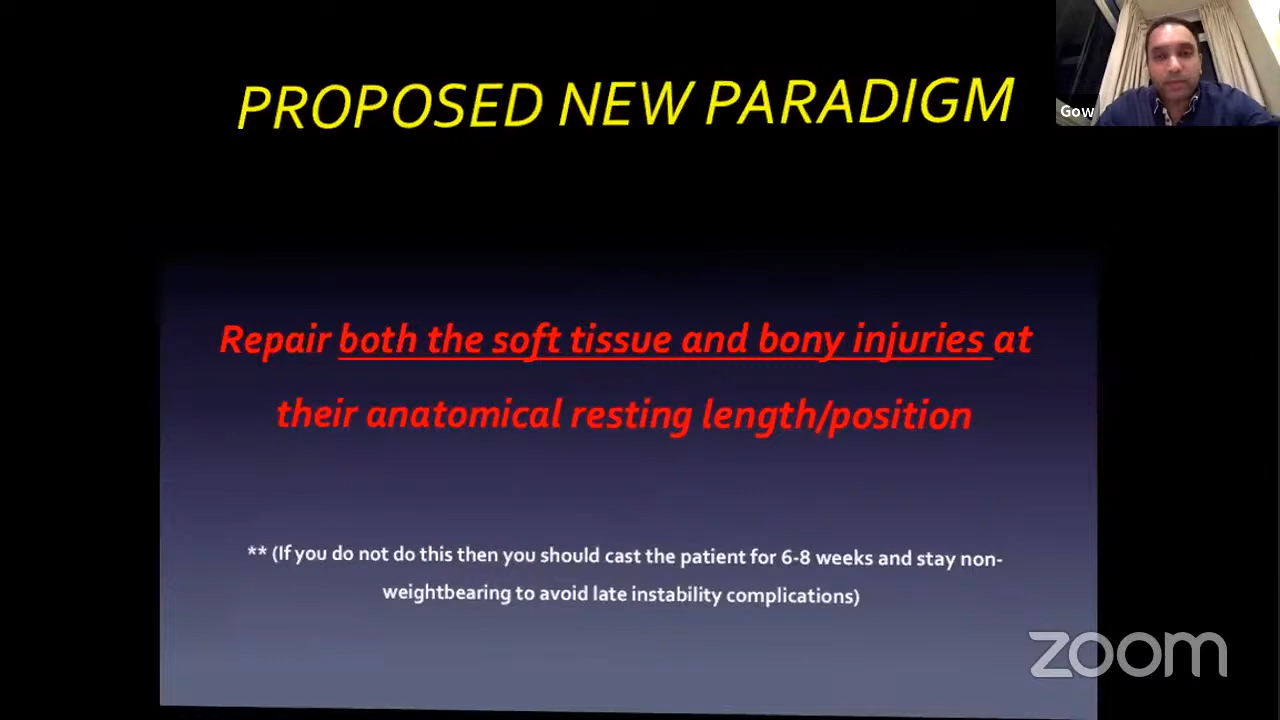 PROPOSED NEW PARADIGM
Gow
Repair both the soft tissue and bony injuries at
their anatomical resting length/position
** (If you do not do this then you should cast the patient for 6-8 weeks and stay non-
weightbearing to avoid late instability complications)
zoom